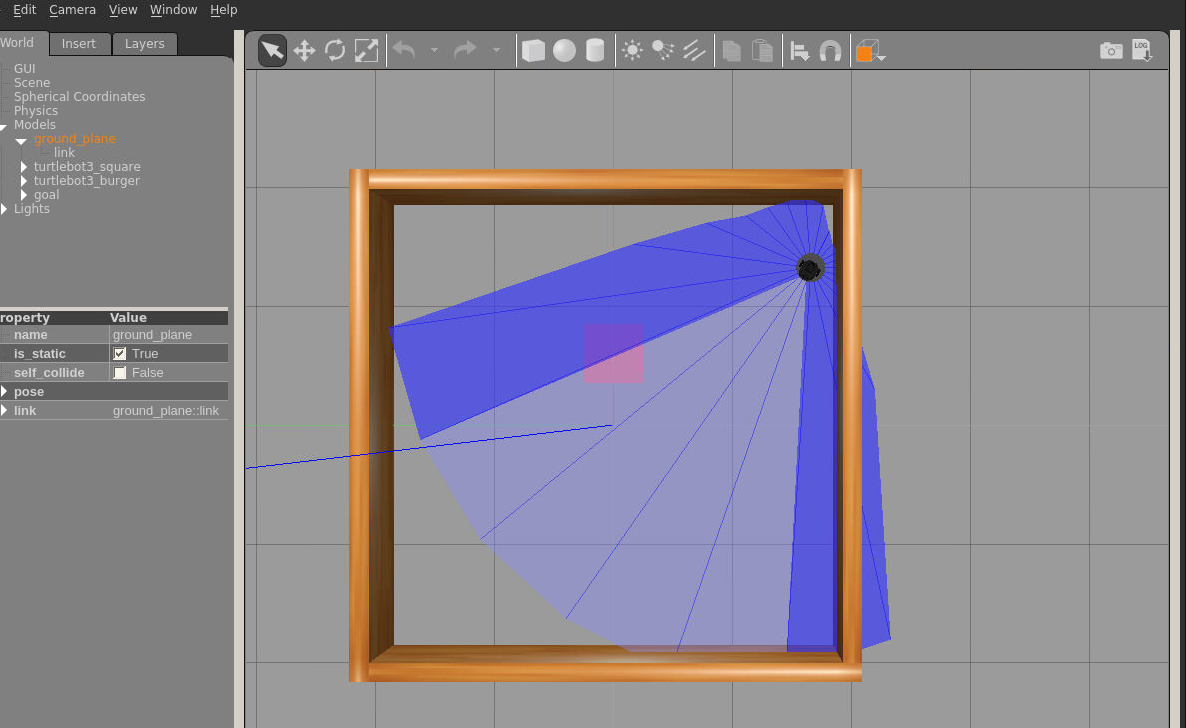 Edit Camera View Window Help
World Insert Layers
GUI
Scene
Spherical Coordinates
Physics
Models
ground_plane
link
turtlebot3_square
turtlebot3_burger
goal
Lights
roperty Value
name ground_plane
is_static True
self_collide False
pose
link ground_plane::link
LOG